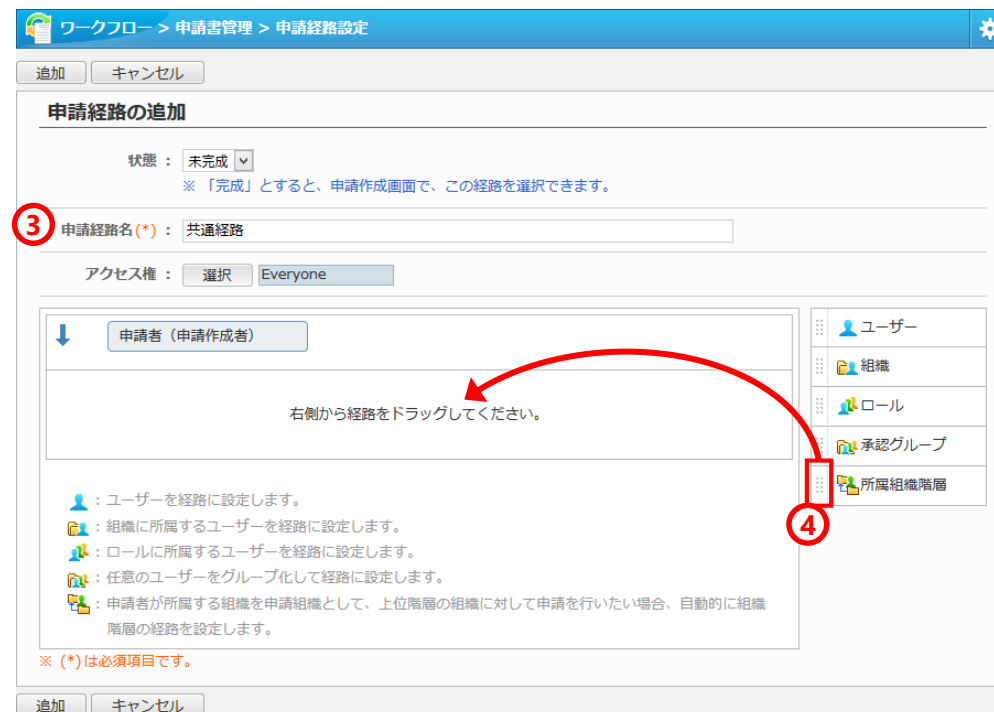 ワークフロー > 申請書管理 > 申請経路設定
追加 キャンセル
申請経路の追加
状態 : 未完成
※ 「完成」とすると、申請作成画面で、この経路を選択できます。
③ 申請経路名(*) : 共通経路
アクセス権 : 選択 Everyone
申請者（申請作成者）
右側から経路をドラッグしてください。
ユーザー
組織
ロール
承認グループ
所属組織階層
④
：ユーザーを経路に設定します。
：組織に所属するユーザーを経路に設定します。
：ロールに所属するユーザーを経路に設定します。
：任意のユーザーをグループ化して経路に設定します。
：申請者が所属する組織を申請組織として、上位階層の組織に対して申請を行いたい場合、自動的に組織
階層の経路を設定します。
※ (*)は必須項目です。
追加 キャンセル